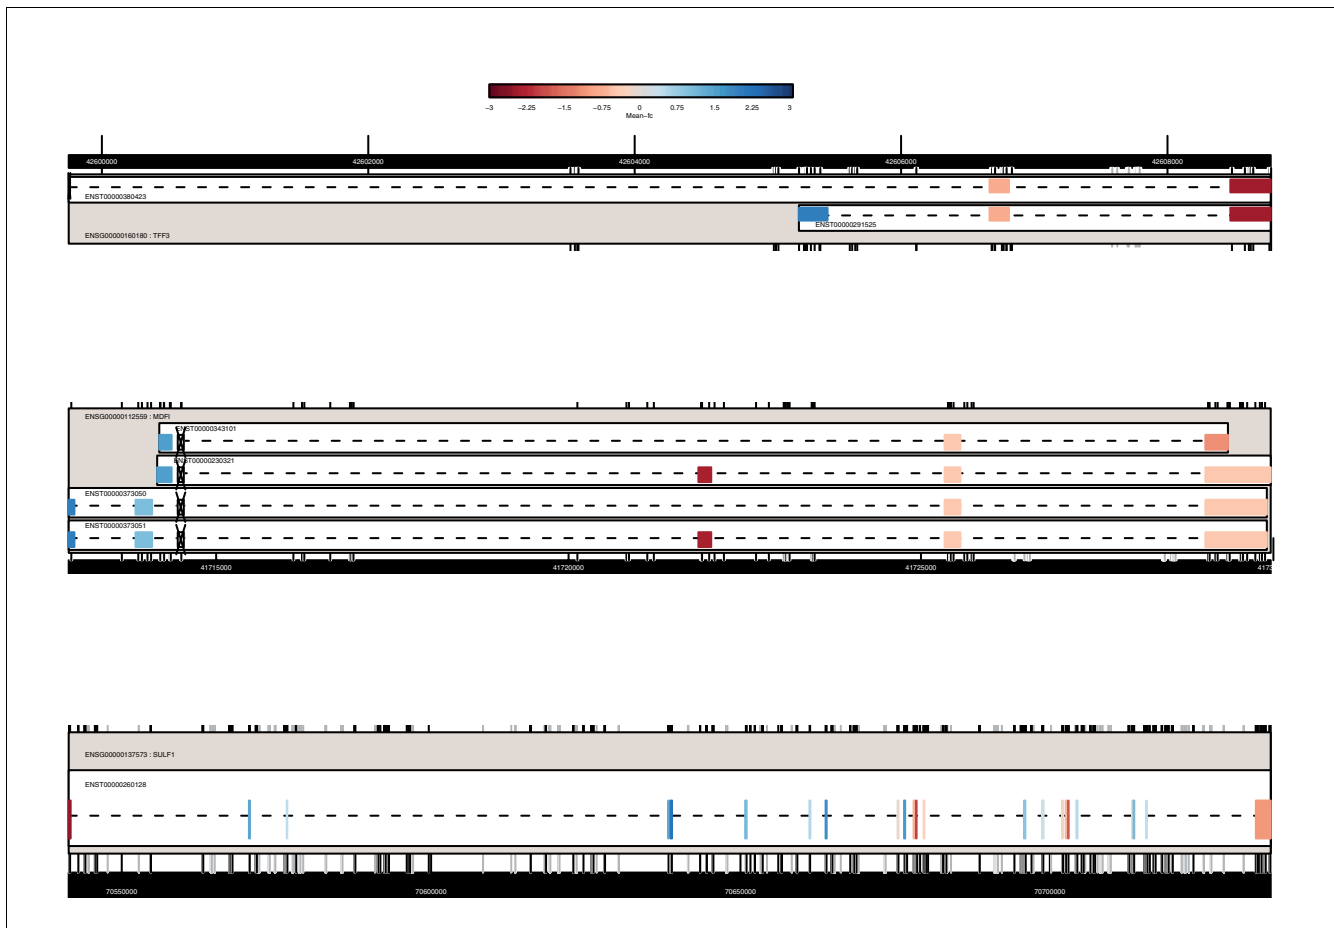 −3 −2.25 −1.5 −0.75 0 0.75 1.5 2.25 3
Mean−fc
42600000 42602000 42604000 42606000 42608000
ENST00000380423
ENST00000291525
ENSG00000160180 : TFF3
ENSG00000112559 : MDFI
ENST00000343101
ENST00000230321
ENST00000373050
ENST00000373051
41715000 41720000 41725000
ENSG00000137573 : SULF1
ENST00000260128
70550000 70600000 70650000 70700000